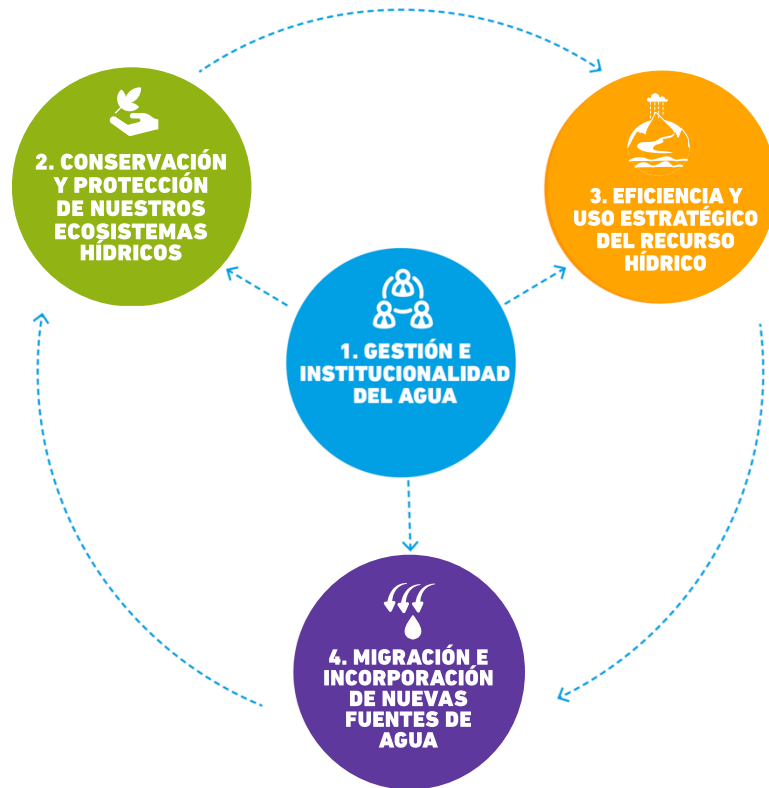 2. CONSERVACIÓN
Y PROTECCIÓN
DE NUESTROS
ECOSISTEMAS
HÍDRICOS
3. EFICIENCIA Y
USO ESTRATÉGICO
DEL RECURSO
HÍDRICO
1. GESTIÓN E
INSTITUCIONALIDAD
DEL AGUA
4. MIGRACIÓN E
INCORPORACIÓN
DE NUEVAS
FUENTES DE
AGUA